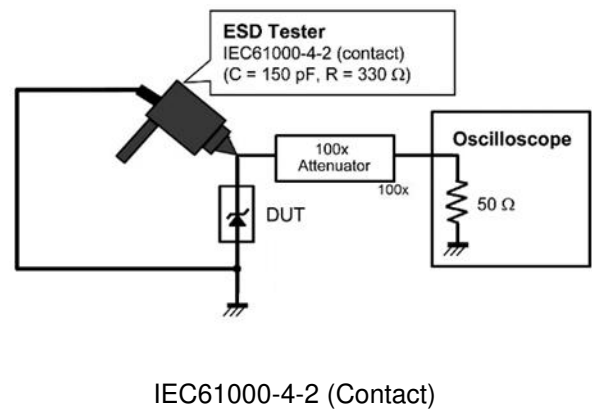 ESD Tester
IEC61000-4-2 (contact)
(C = 150 pF, R = 330 Ω)
100x
Attenuator
100x
Oscilloscope
50 Ω
DUT
IEC61000-4-2 (Contact)